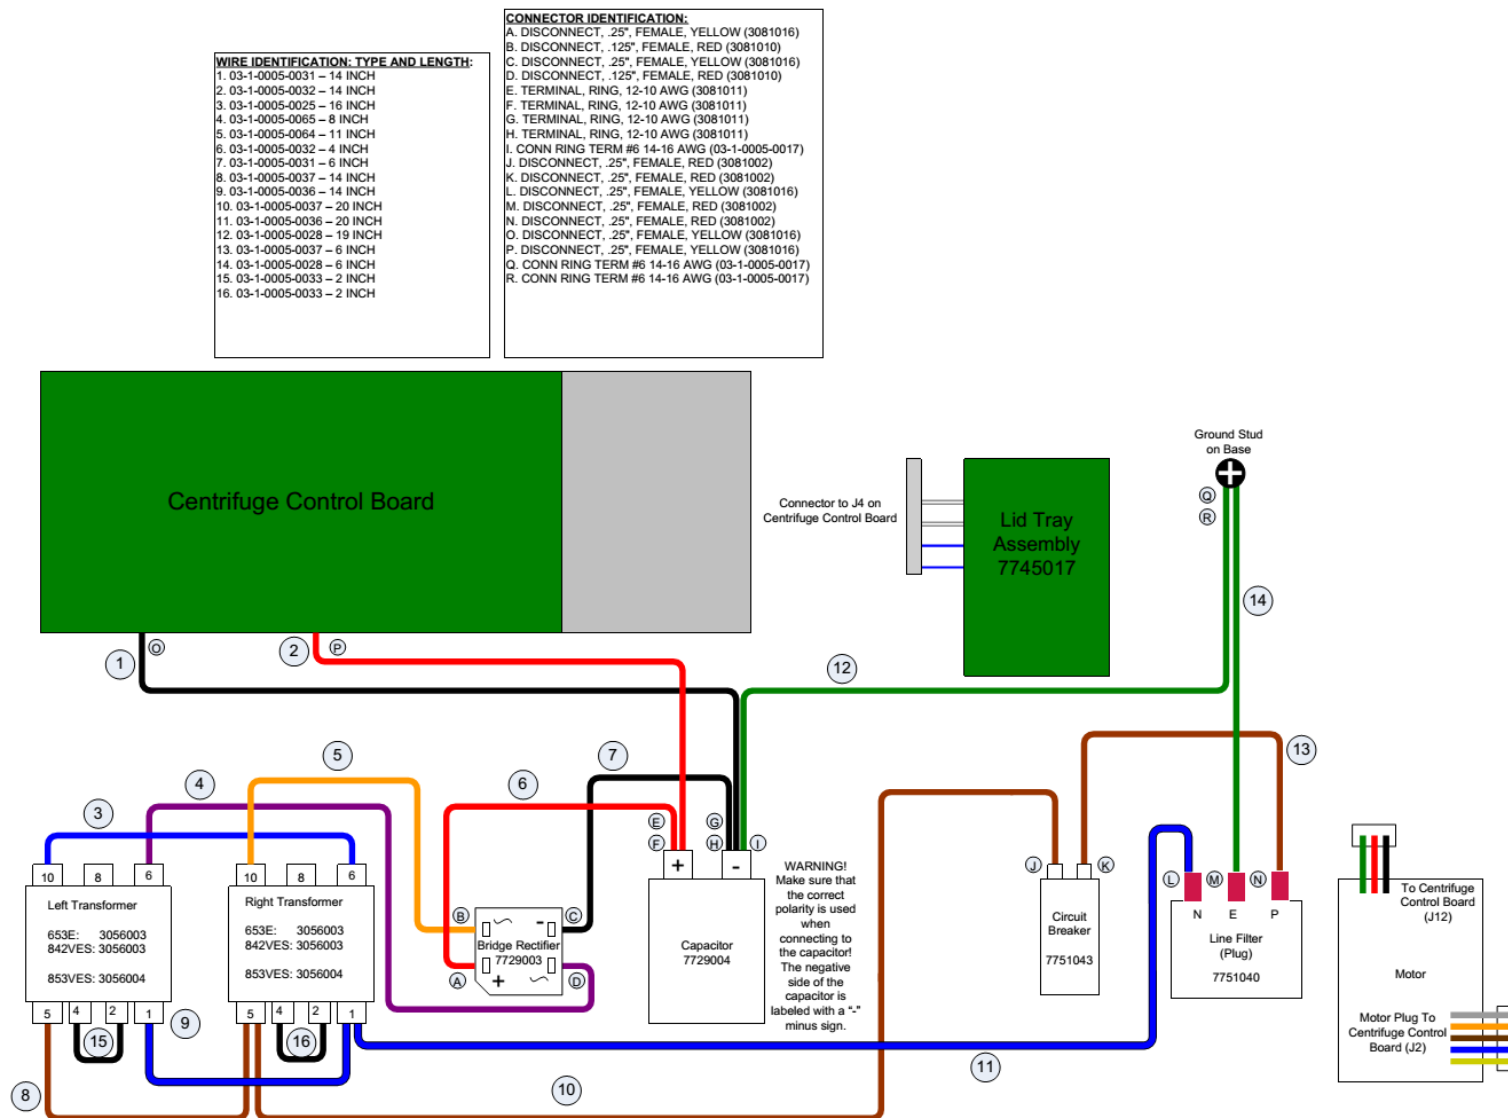 CONNECTOR IDENTIFICATION:
A. DISCONNECT, .25", FEMALE, YELLOW (3081016)
B. DISCONNECT, .125", FEMALE, RED (3081010)
C. DISCONNECT, .25", FEMALE, YELLOW (3081016)
D. DISCONNECT, .125", FEMALE, RED (3081010)
E. TERMINAL, RING, 12-10 AWG (3081011)
F. TERMINAL, RING, 12-10 AWG (3081011)
G. TERMINAL, RING, 12-10 AWG (3081011)
H. TERMINAL, RING, 12-10 AWG (3081011)
I. CONN RING TERM #6 14-16 AWG (03-1-0005-0017)
J. DISCONNECT, .25", FEMALE, RED (3081002)
K. DISCONNECT, .25", FEMALE, RED (3081002)
L. DISCONNECT, .25", FEMALE, YELLOW (3081016)
M. DISCONNECT, .25", FEMALE, RED (3081002)
N. DISCONNECT, .25", FEMALE, RED (3081002)
O. DISCONNECT, .25", FEMALE, YELLOW (3081016)
P. DISCONNECT, .25", FEMALE, YELLOW (3081016)
Q. CONN RING TERM #6 14-16 AWG (03-1-0005-0017)
R. CONN RING TERM #6 14-16 AWG (03-1-0005-0017)
WIRE IDENTIFICATION: TYPE AND LENGTH:
1. 03-1-0005-0031 – 14 INCH
2. 03-1-0005-0032 – 14 INCH
3. 03-1-0005-0025 – 16 INCH
4. 03-1-0005-0065 – 8 INCH
5. 03-1-0005-0064 – 11 INCH
6. 03-1-0005-0032 – 4 INCH
7. 03-1-0005-0031 – 6 INCH
8. 03-1-0005-0037 – 14 INCH
9. 03-1-0005-0036 – 14 INCH
10. 03-1-0005-0037 – 20 INCH
11. 03-1-0005-0036 – 20 INCH
12. 03-1-0005-0028 – 19 INCH
13. 03-1-0005-0037 – 6 INCH
14. 03-1-0005-0028 – 6 INCH
15. 03-1-0005-0033 – 2 INCH
16. 03-1-0005-0033 – 2 INCH
Centrifuge Control Board
Connector to J4 on
Centrifuge Control Board
Lid Tray
Assembly
7745017
Ground Stud
on Base
Q
R
14
1
O
2
P
12
13
3
4
5
6
7
E
F
G
H
I
+
-
10
8
6
Left Transformer
653E: 3056003
842VES: 3056003
853VES: 3056004
5
4
2
1
15
9
8
10
8
6
Right Transformer
653E: 3056003
842VES: 3056003
853VES: 3056004
5
4
2
1
16
10
11
B
C
-
Bridge Rectifier
7729003
+
A
D
Capacitor
7729004
WARNING!
Make sure that
the correct
polarity is used
when
connecting to
the capacitor!
The negative
side of the
capacitor is
labeled with a "-"
minus sign.
J
K
Circuit
Breaker
7751043
L
M
N
N
E
P
Line Filter
(Plug)
7751040
To Centrifuge
Control Board
(J12)
Motor
Motor Plug To
Centrifuge Control
Board (J2)